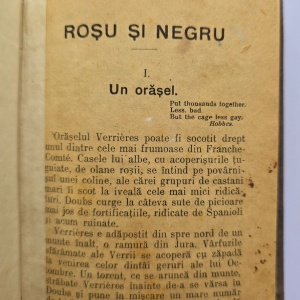 ROȘU ȘI NEGRU
I.
Un orășel.
Put thousands together.
Less. bad
But the cage less gay.
Hobbes.
Orășelul Verrières poate fi socotit drept
unul dintre cele mai frumoase din Franche-
Comté. Casele lui albe, cu acoperișurile țu-
guiate, de olane roșii, se întind pe povârni-
șul unei coline, ale cărei grupuri de castani
mari îi scot la iveală cele mai mici ridică-
turi. Doubs curge la câteva sute de picioare
mai jos de fortificațiile, ridicate de Spanioli
și acum ruinate.
Verrières e adăpostit din spre nord de un
munte înalt, o ramură din Jura. Vârfurile
sfărâmate ale Verrii se acoperă cu zăpadă
la venirea celor dintâi geruri ale lui Oc-
tombre. Un torent, ce se aruncă din munte,
străbate Verrières înainte de-a se vărsa în
Doubs și pune în mișcare un mare număr